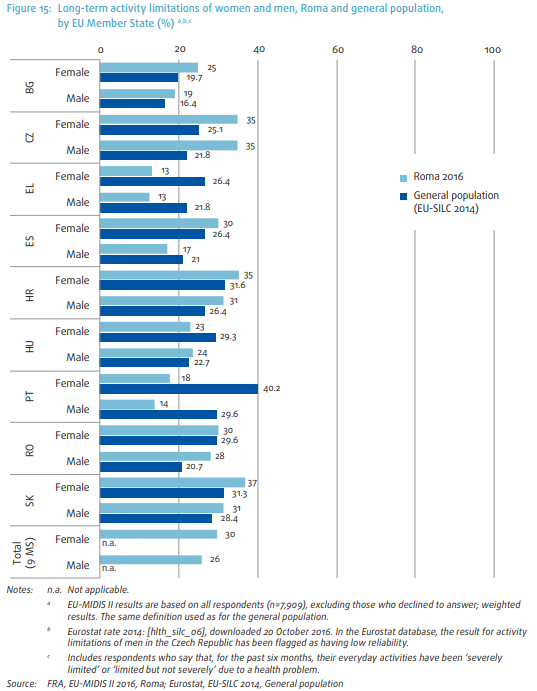 Figure 15: Long-term activity limitations of women and men, Roma and general population,
by EU Member State (%) a,b,c
0 20 40 60 80 100
BG
Female 25
19.7
Male 19
16.4
CZ
Female 35
25.1
Male 35
21.8
EL
Female 13
26.4
Male 13
21.8
ES
Female 30
26.4
Male 17
21
HR
Female 35
31.6
Male 31
26.4
HU
Female 23
29.3
Male 24
22.7
PT
Female 18
40.2
Male 14
29.6
RO
Female 30
29.6
Male 28
20.7
SK
Female 37
31.3
Male 31
28.4
Total
(9 MS)
Female 30
n.a.
Male 26
n.a.
Roma 2016
General population
(EU-SILC 2014)
Notes: n.a. Not applicable.
a EU-MIDIS II results are based on all respondents (n=7,909), excluding those who declined to answer; weighted
results. The same definition used as for the general population.
b Eurostat rate 2014: [hlth_silc_06], downloaded 20 October 2016. In the Eurostat database, the result for activity
limitations of men in the Czech Republic has been flagged as having low reliability.
c Includes respondents who say that, for the past six months, their everyday activities have been ‘severely
limited’ or ‘limited but not severely’ due to a health problem.
Source: FRA, EU-MIDIS II 2016, Roma; Eurostat, EU-SILC 2014, General population